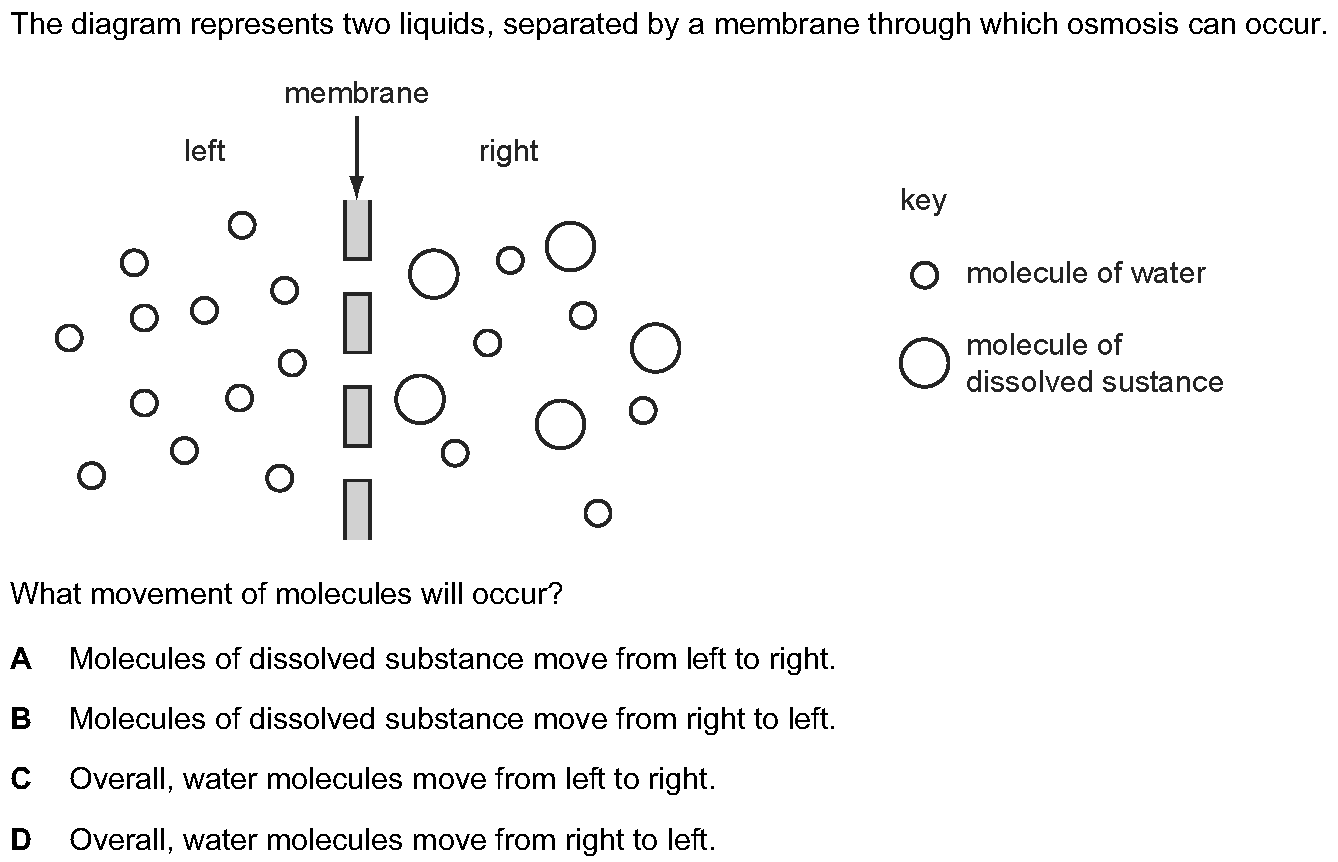 The diagram represents two liquids, separated by a membrane through which osmosis can occur.
membrane
left
right
key
molecule of water
molecule of
dissolved sustance
What movement of molecules will occur?
A Molecules of dissolved substance move from left to right.
B Molecules of dissolved substance move from right to left.
C Overall, water molecules move from left to right.
D Overall, water molecules move from right to left.